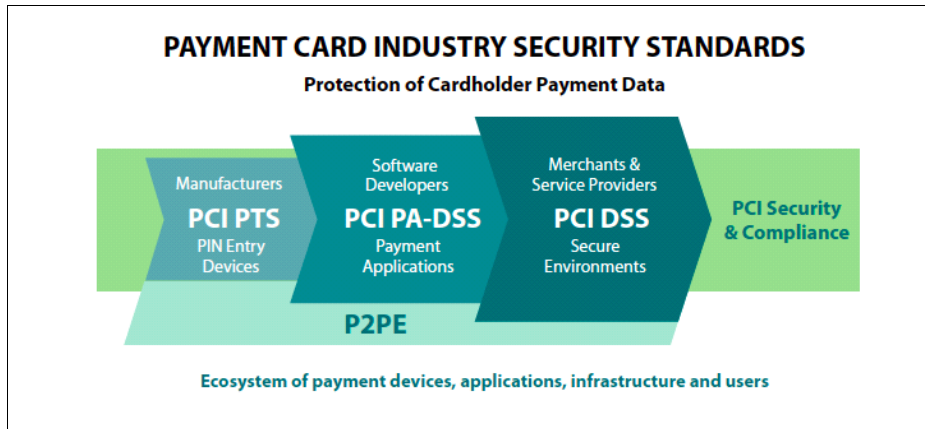 PAYMENT CARD INDUSTRY SECURITY STANDARDS
Protection of Cardholder Payment Data
Manufacturers
PCI PTS
PIN Entry
Devices
Software
Developers
PCI PA-DSS
Payment
Applications
Merchants &
Service Providers
PCI DSS
Secure
Environments
PCI Security
& Compliance
P2PE
Ecosystem of payment devices, applications, infrastructure and users